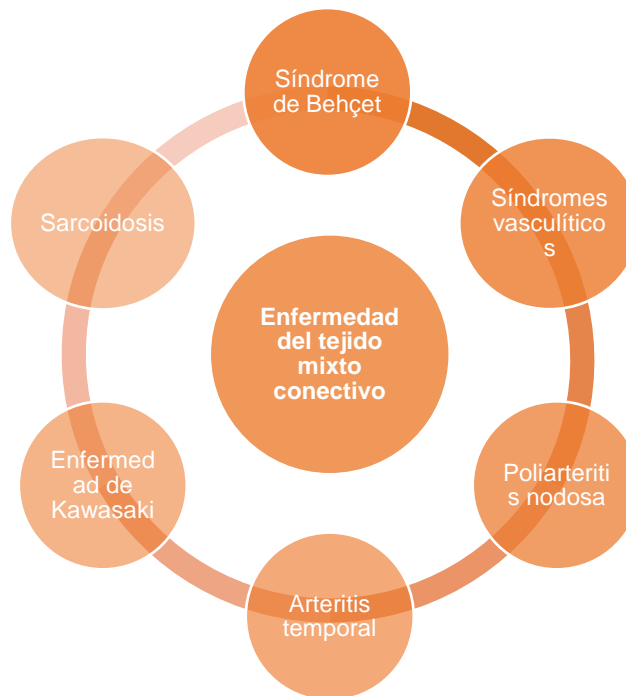 Síndrome
de Behçet
Síndromes
vasculítico
s
Poliarteriti
s nodosa
Arteritis
temporal
Enfermed
ad de
Kawasaki
Sarcoidosis
Enfermedad
del tejido
mixto
conectivo